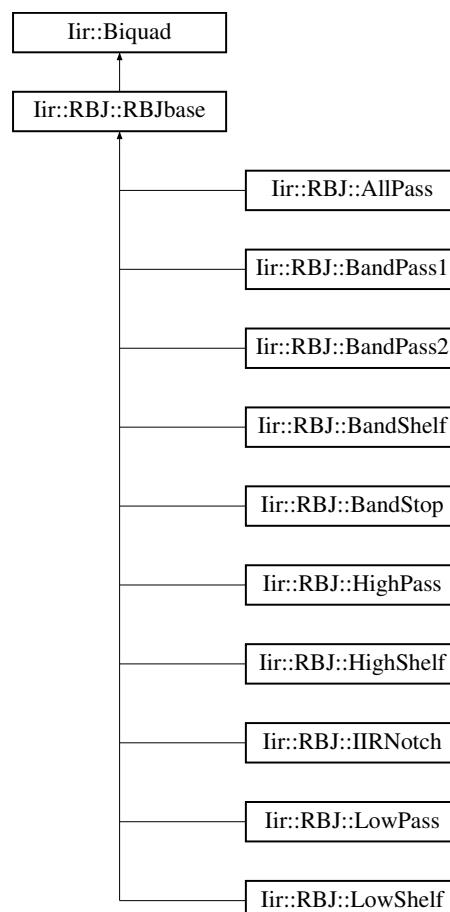 Iir::Biquad
Iir::RBJ::RBJbase
Iir::RBJ::AllPass
Iir::RBJ::BandPass1
Iir::RBJ::BandPass2
Iir::RBJ::BandShelf
Iir::RBJ::BandStop
Iir::RBJ::HighPass
Iir::RBJ::HighShelf
Iir::RBJ::IIRNotch
Iir::RBJ::LowPass
Iir::RBJ::LowShelf